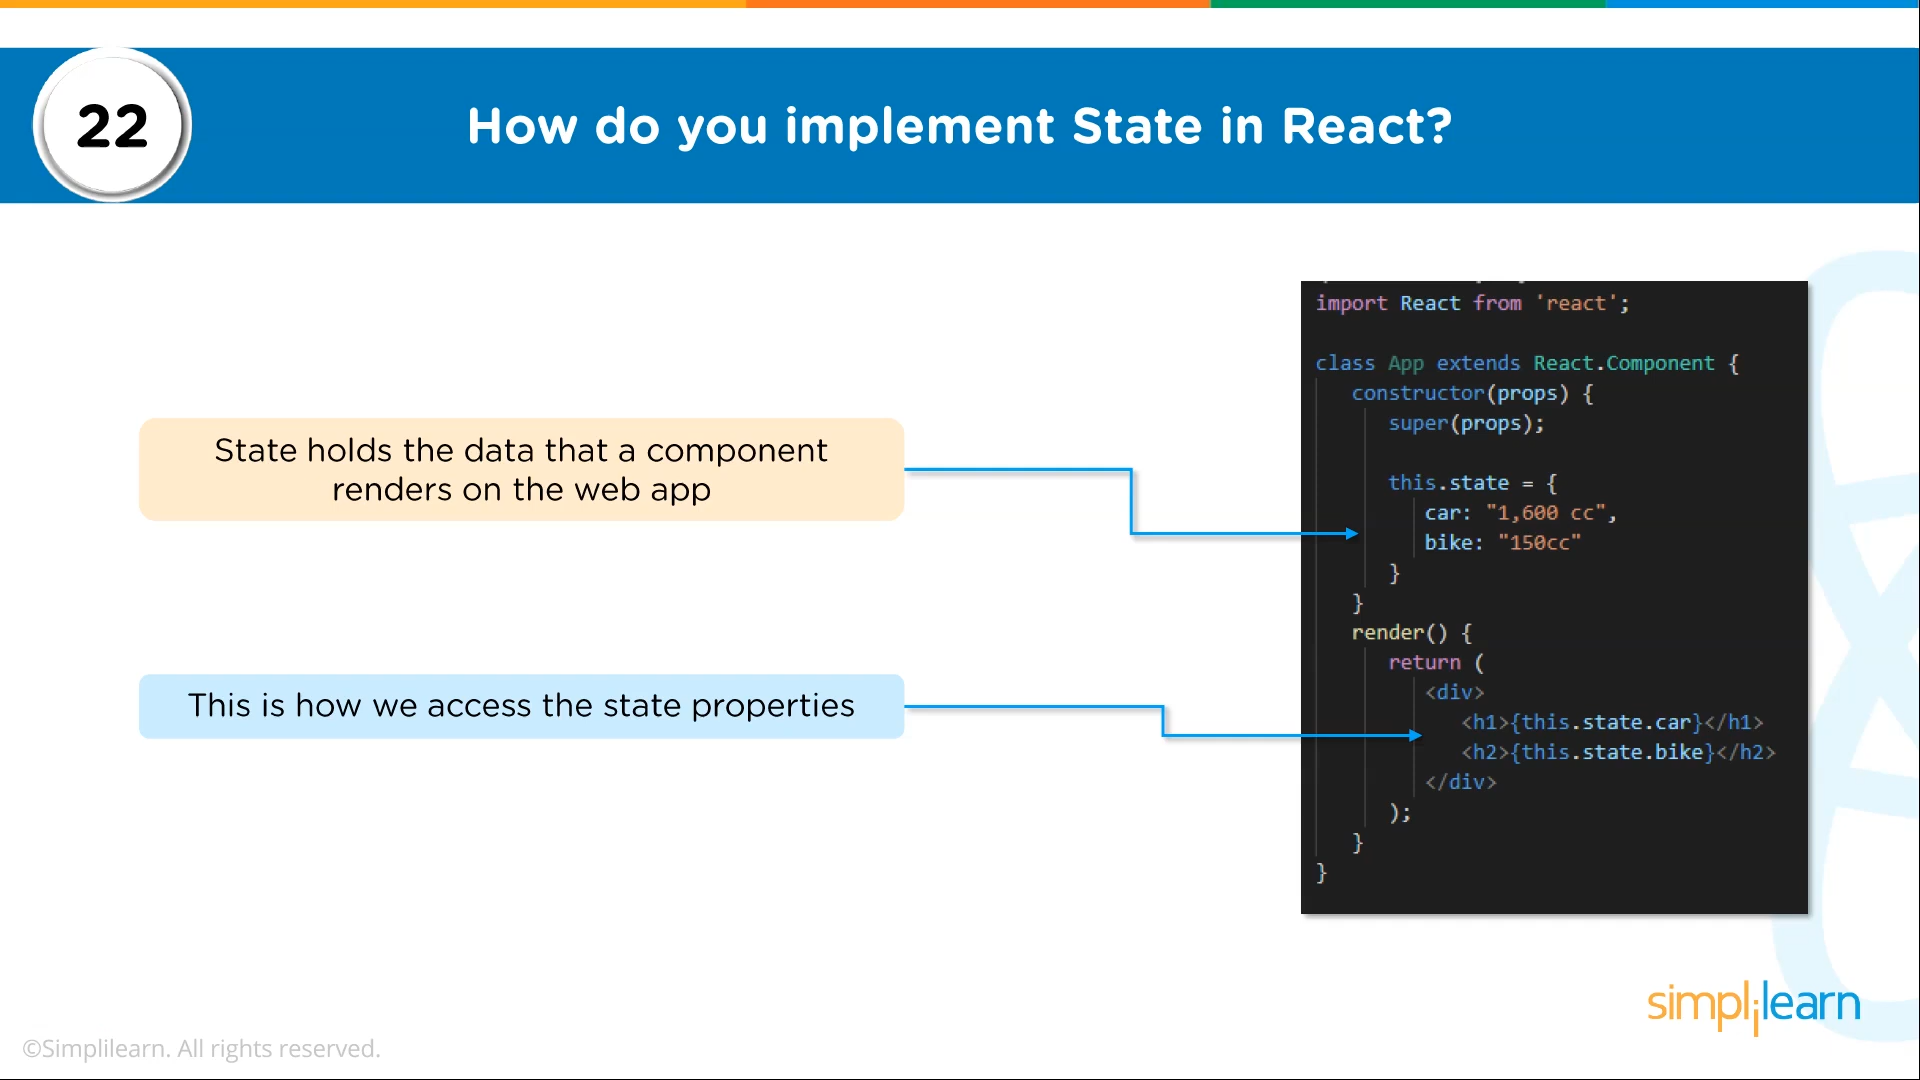 22
How do you implement State in React?
State holds the data that a component
renders on the web app
This is how we access the state properties
import React from 'react';
class App extends React.Component {
constructor(props) {
super(props);
this.state = {
car: "1,600 cc",
bike: "150cc"
}
}
render() {
return (
<div>
<h1>{this.state.car}</h1>
<h2>{this.state.bike}</h2>
</div>
);
}
}
simplilearn
©Simplilearn. All rights reserved.